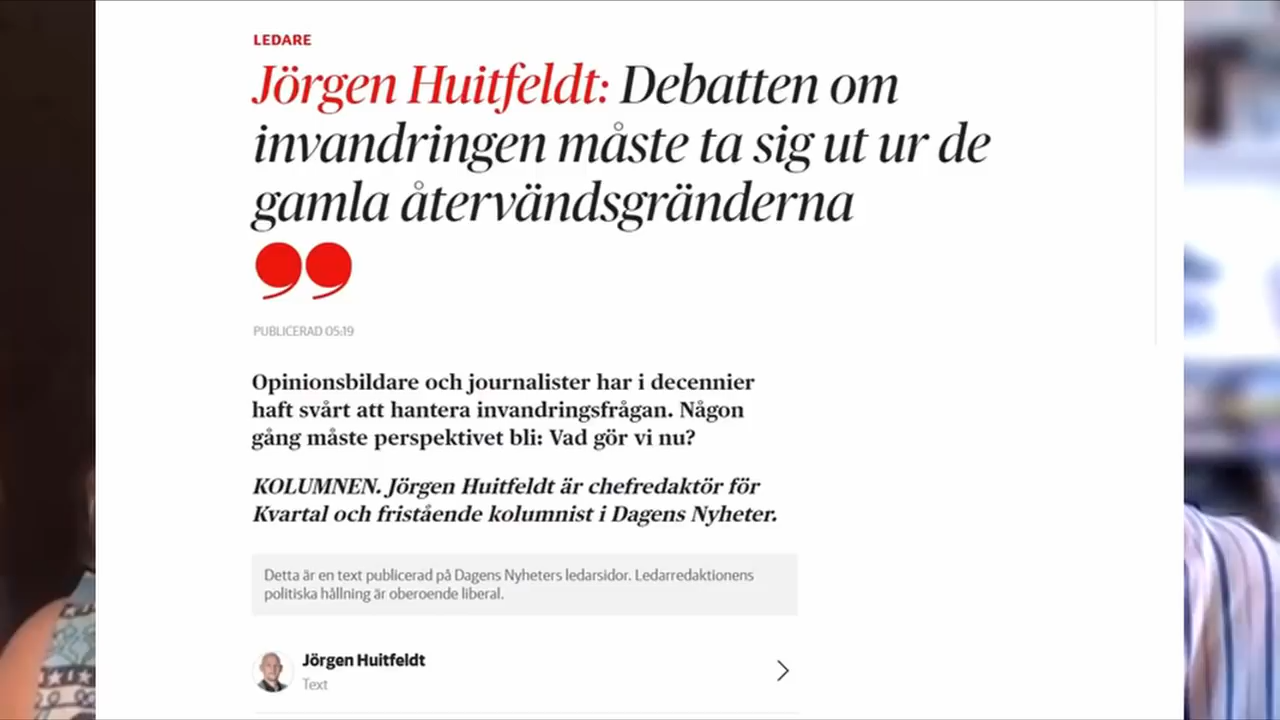 LEDARE
Jörgen Huitfeldt: Debatten om
invandringen måste ta sig ut ur de
gamla återvändsgränderna
PUBLICERAD 05:19
Opinionsbildare och journalister har i decennier
haft svårt att hantera invandringsfrågan. Någon
gång måste perspektivet bli: Vad gör vi nu?
KOLUMNEN. Jörgen Huitfeldt är chefredaktör för
Kvartal och fristående kolumnist i Dagens Nyheter.
Detta är en text publicerad på Dagens Nyheters ledarsidor. Ledarredaktionens
politiska hållning är oberoende liberal.
Jörgen Huitfeldt
Text